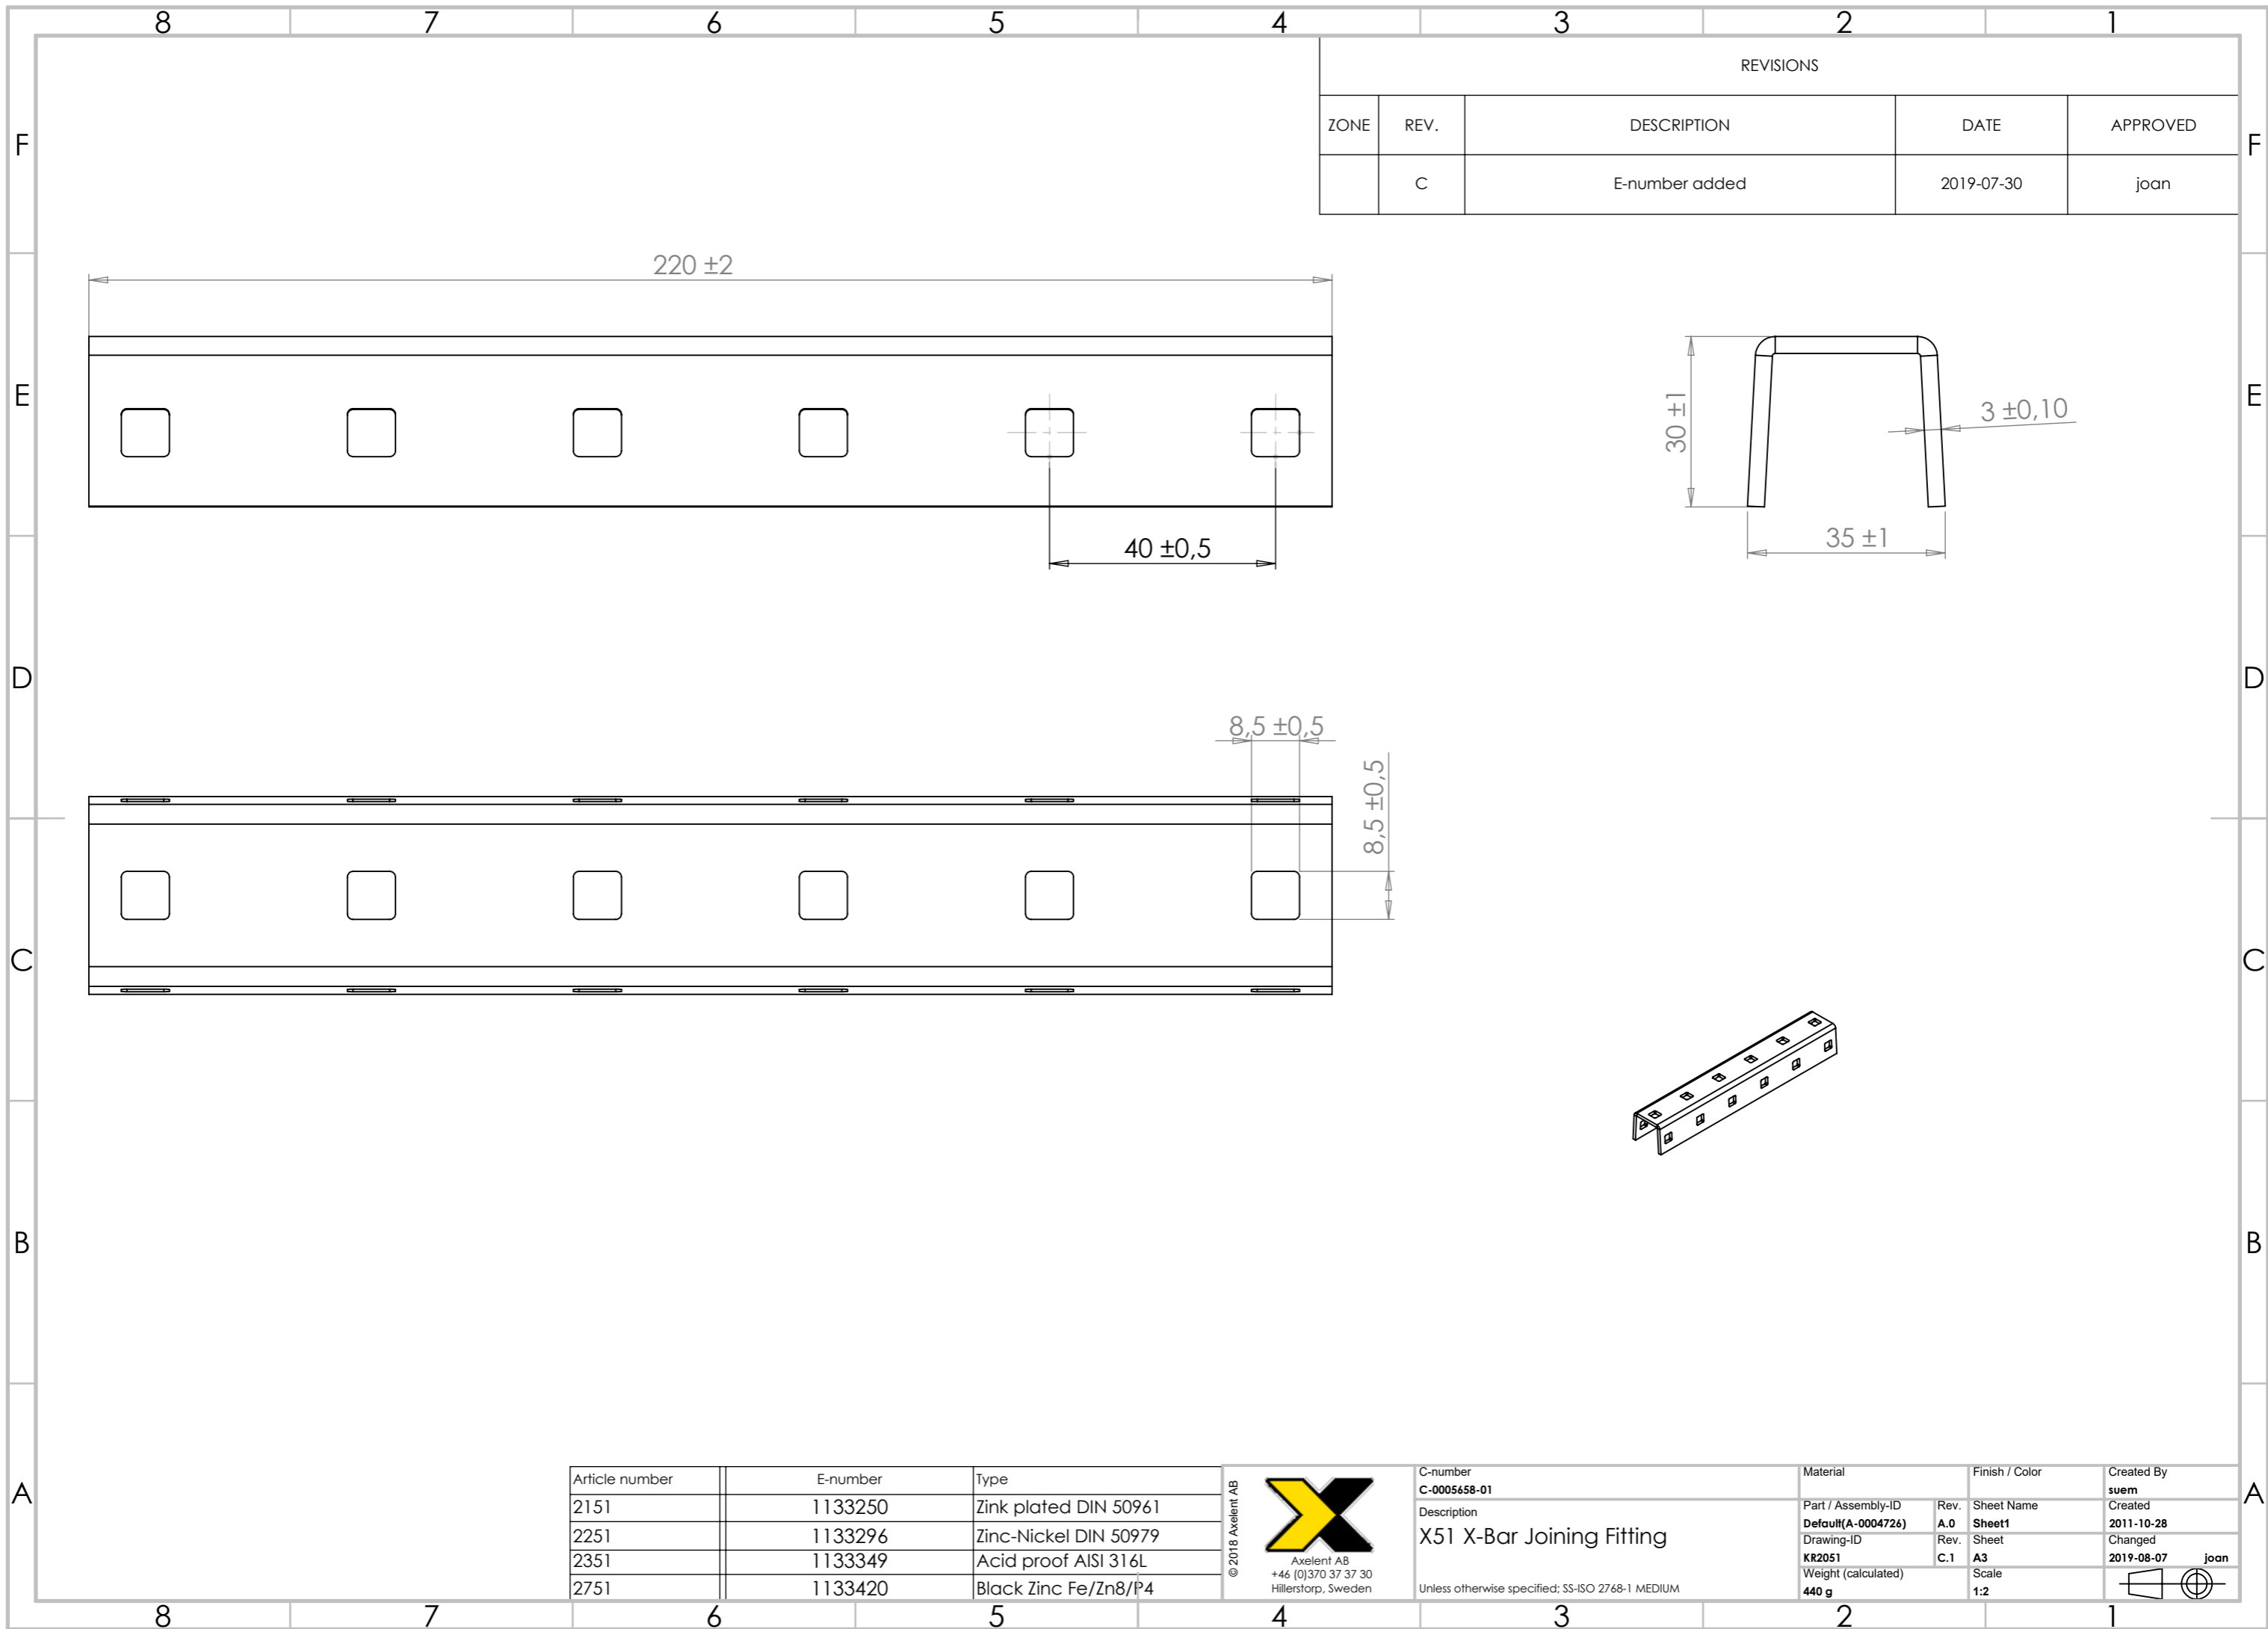 8 7 6 5 4 3 2 1
REVISIONS
ZONE REV. DESCRIPTION DATE APPROVED
C E-number added 2019-07-30 joan
F F
220 ±2
E E
30 ±1
3 ±0,10
35 ±1
40 ±0,5
D D
8,5 ±0,5
8,5 ±0,5
C C
B B
A A
Article number E-number Type
2151 1133250 Zink plated DIN 50961
2251 1133296 Zinc-Nickel DIN 50979
2351 1133349 Acid proof AISI 316L
2751 1133420 Black Zinc Fe/Zn8/P4
© 2018 Axelent AB
Axelent AB
+46 (0)370 37 37 30
Hillerstorp, Sweden
C-number
C-0005658-01
Description
X51 X-Bar Joining Fitting
Unless otherwise specified; SS-ISO 2768-1 MEDIUM
Material Finish / Color Created By
suem
Part / Assembly-ID Rev. Sheet Name Created
Default(A-0004726) A.0 Sheet1 2011-10-28
Drawing-ID Rev. Sheet Changed
KR2051 C.1 A3 2019-08-07 joan
Weight (calculated) Scale
440 g 1:2
8 7 6 5 4 3 2 1